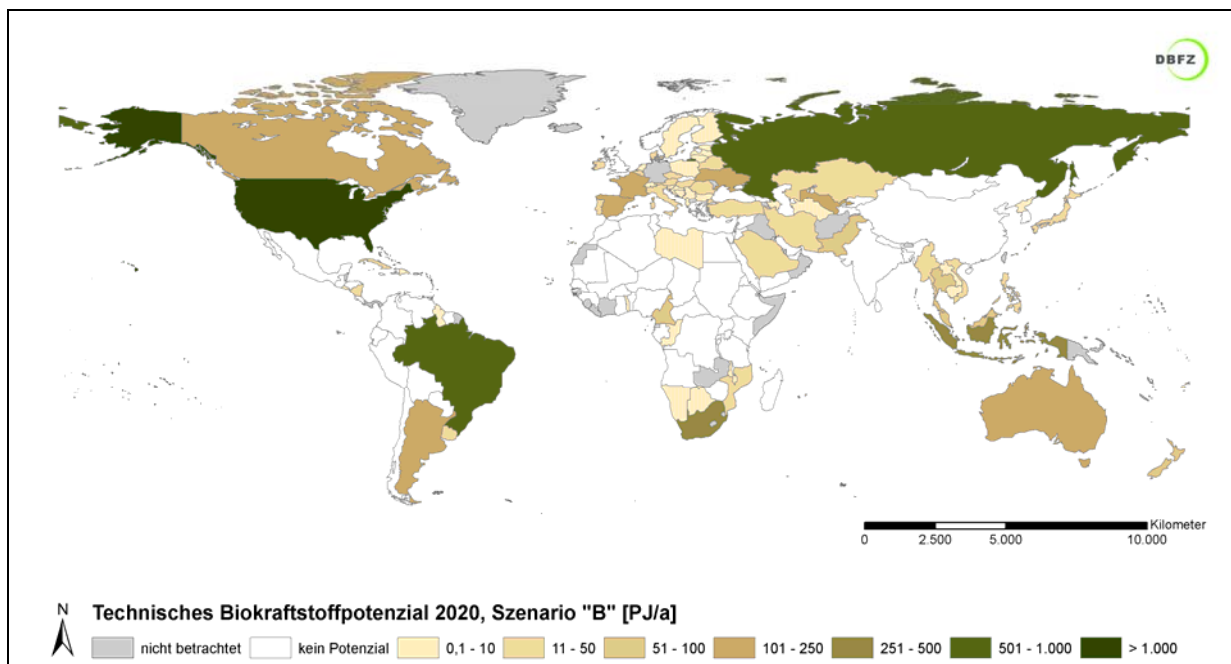 DBFZ
Kilometer
0 2.500 5.000 10.000
N
Technisches Biokraftstoffpotenzial 2020, Szenario "B" [PJ/a]
nicht betrachtet kein Potenzial 0,1 - 10 11 - 50 51 - 100 101 - 250 251 - 500 501 - 1.000 > 1.000